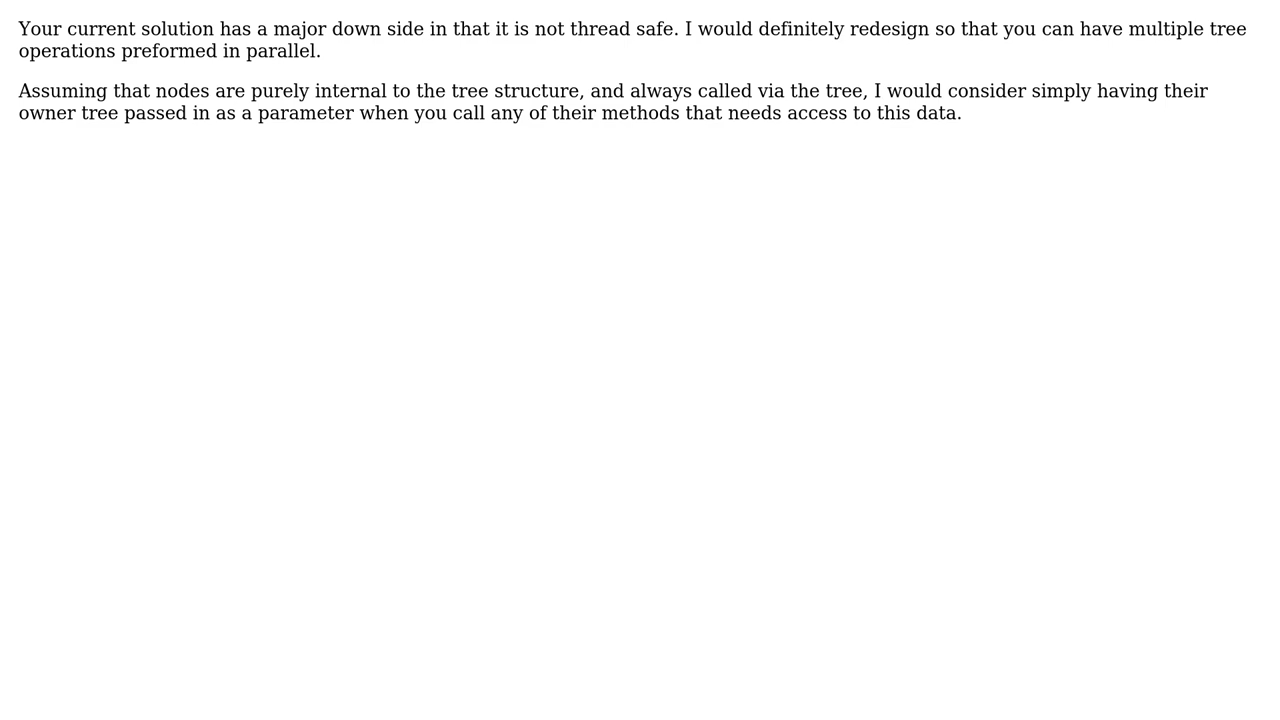 Your current solution has a major down side in that it is not thread safe. I would definitely redesign so that you can have multiple tree
operations preformed in parallel.
Assuming that nodes are purely internal to the tree structure, and always called via the tree, I would consider simply having their
owner tree passed in as a parameter when you call any of their methods that needs access to this data.